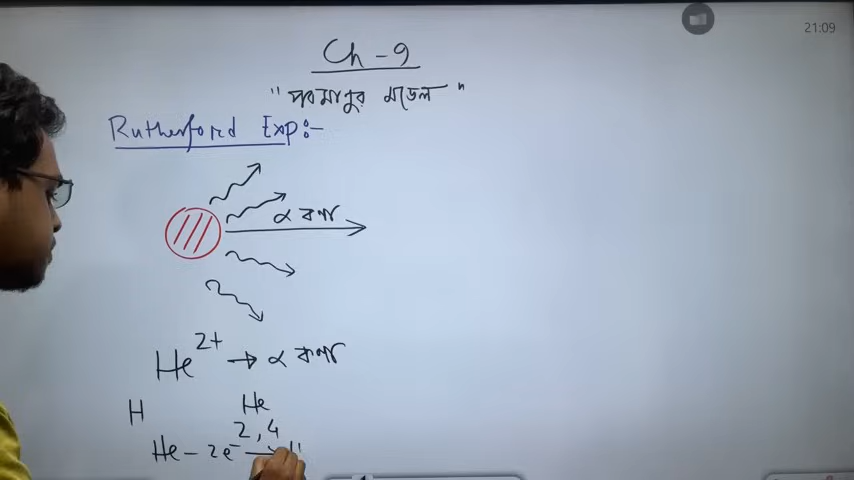 21:09
Ch - 9
"পরমাণুর মডেল"
Rutherford Exp:-
α কণা
He²⁺ → α কণা
H He
2, 4
He - 2e⁻ → H